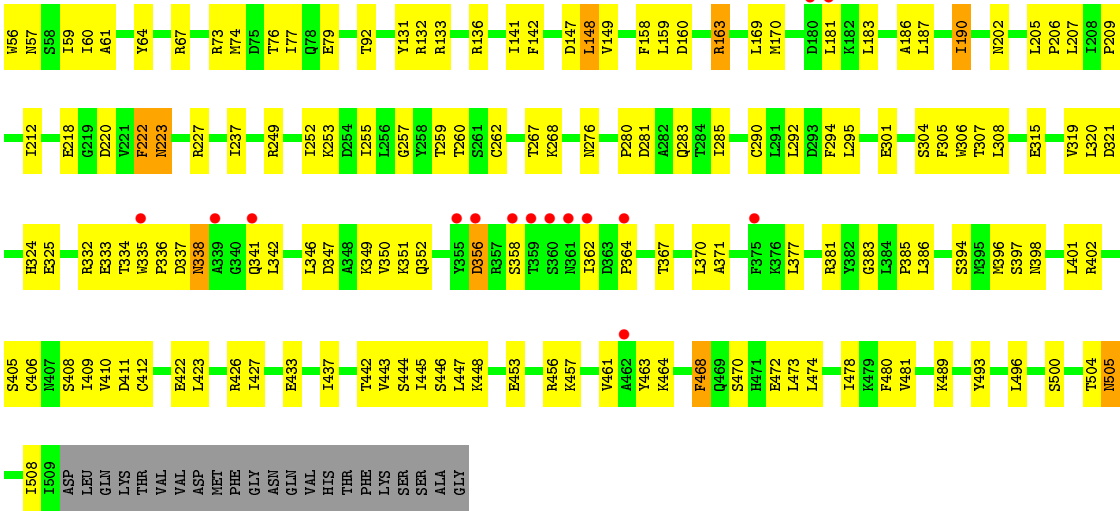 W56 N57 S58 I59 I60 A61 Y64 R67 R73 M74 D75 T76 I77 Q78 E79 T92 Y131 R132 R133 R136 I141 F142 D147 L148 V149 F158 L159 D160 R163 L169 M170 D180 L181 K182 L183 A186 L187 I190 N202 L205 P206 L207 I208 P209
I212 E218 G219 D220 V221 F222 N223 R227 I237 R249 I252 K253 D254 I255 L256 G257 Y258 T259 T260 S261 C262 T267 K268 N276 P280 D281 A282 Q283 T284 I285 C290 L291 L292 D293 F294 L295 E301 S304 F305 W306 T307 L308 E315 V319 L320 D321
H324 E325 R332 E333 T334 W335 P336 D337 N338 A339 G340 Q341 L342 L346 D347 A348 K349 V350 K351 Q352 Y355 D356 R357 S358 T359 S360 N361 I362 D363 P364 T367 L370 A371 F375 K376 L377 R381 Y382 G383 L384 P385 L386 S394 M395 M396 S397 N398 L401 R402
S405 C406 N407 S408 I409 V410 D411 C412 E422 L423 R426 I427 E433 I437 T442 V443 S444 I445 S446 L447 K448 E453 R456 K457 V461 A462 Y463 K464 F468 Q469 S470 H471 E472 L473 L474 I478 K479 F480 V481 K489 Y493 L496 S500 T504 N505
I508 I509 ASP LEU GLN LYS THR VAL VAL ASP MET PHE GLY ASN GLN VAL HIS THR PHE LYS SER SER ALA GLY